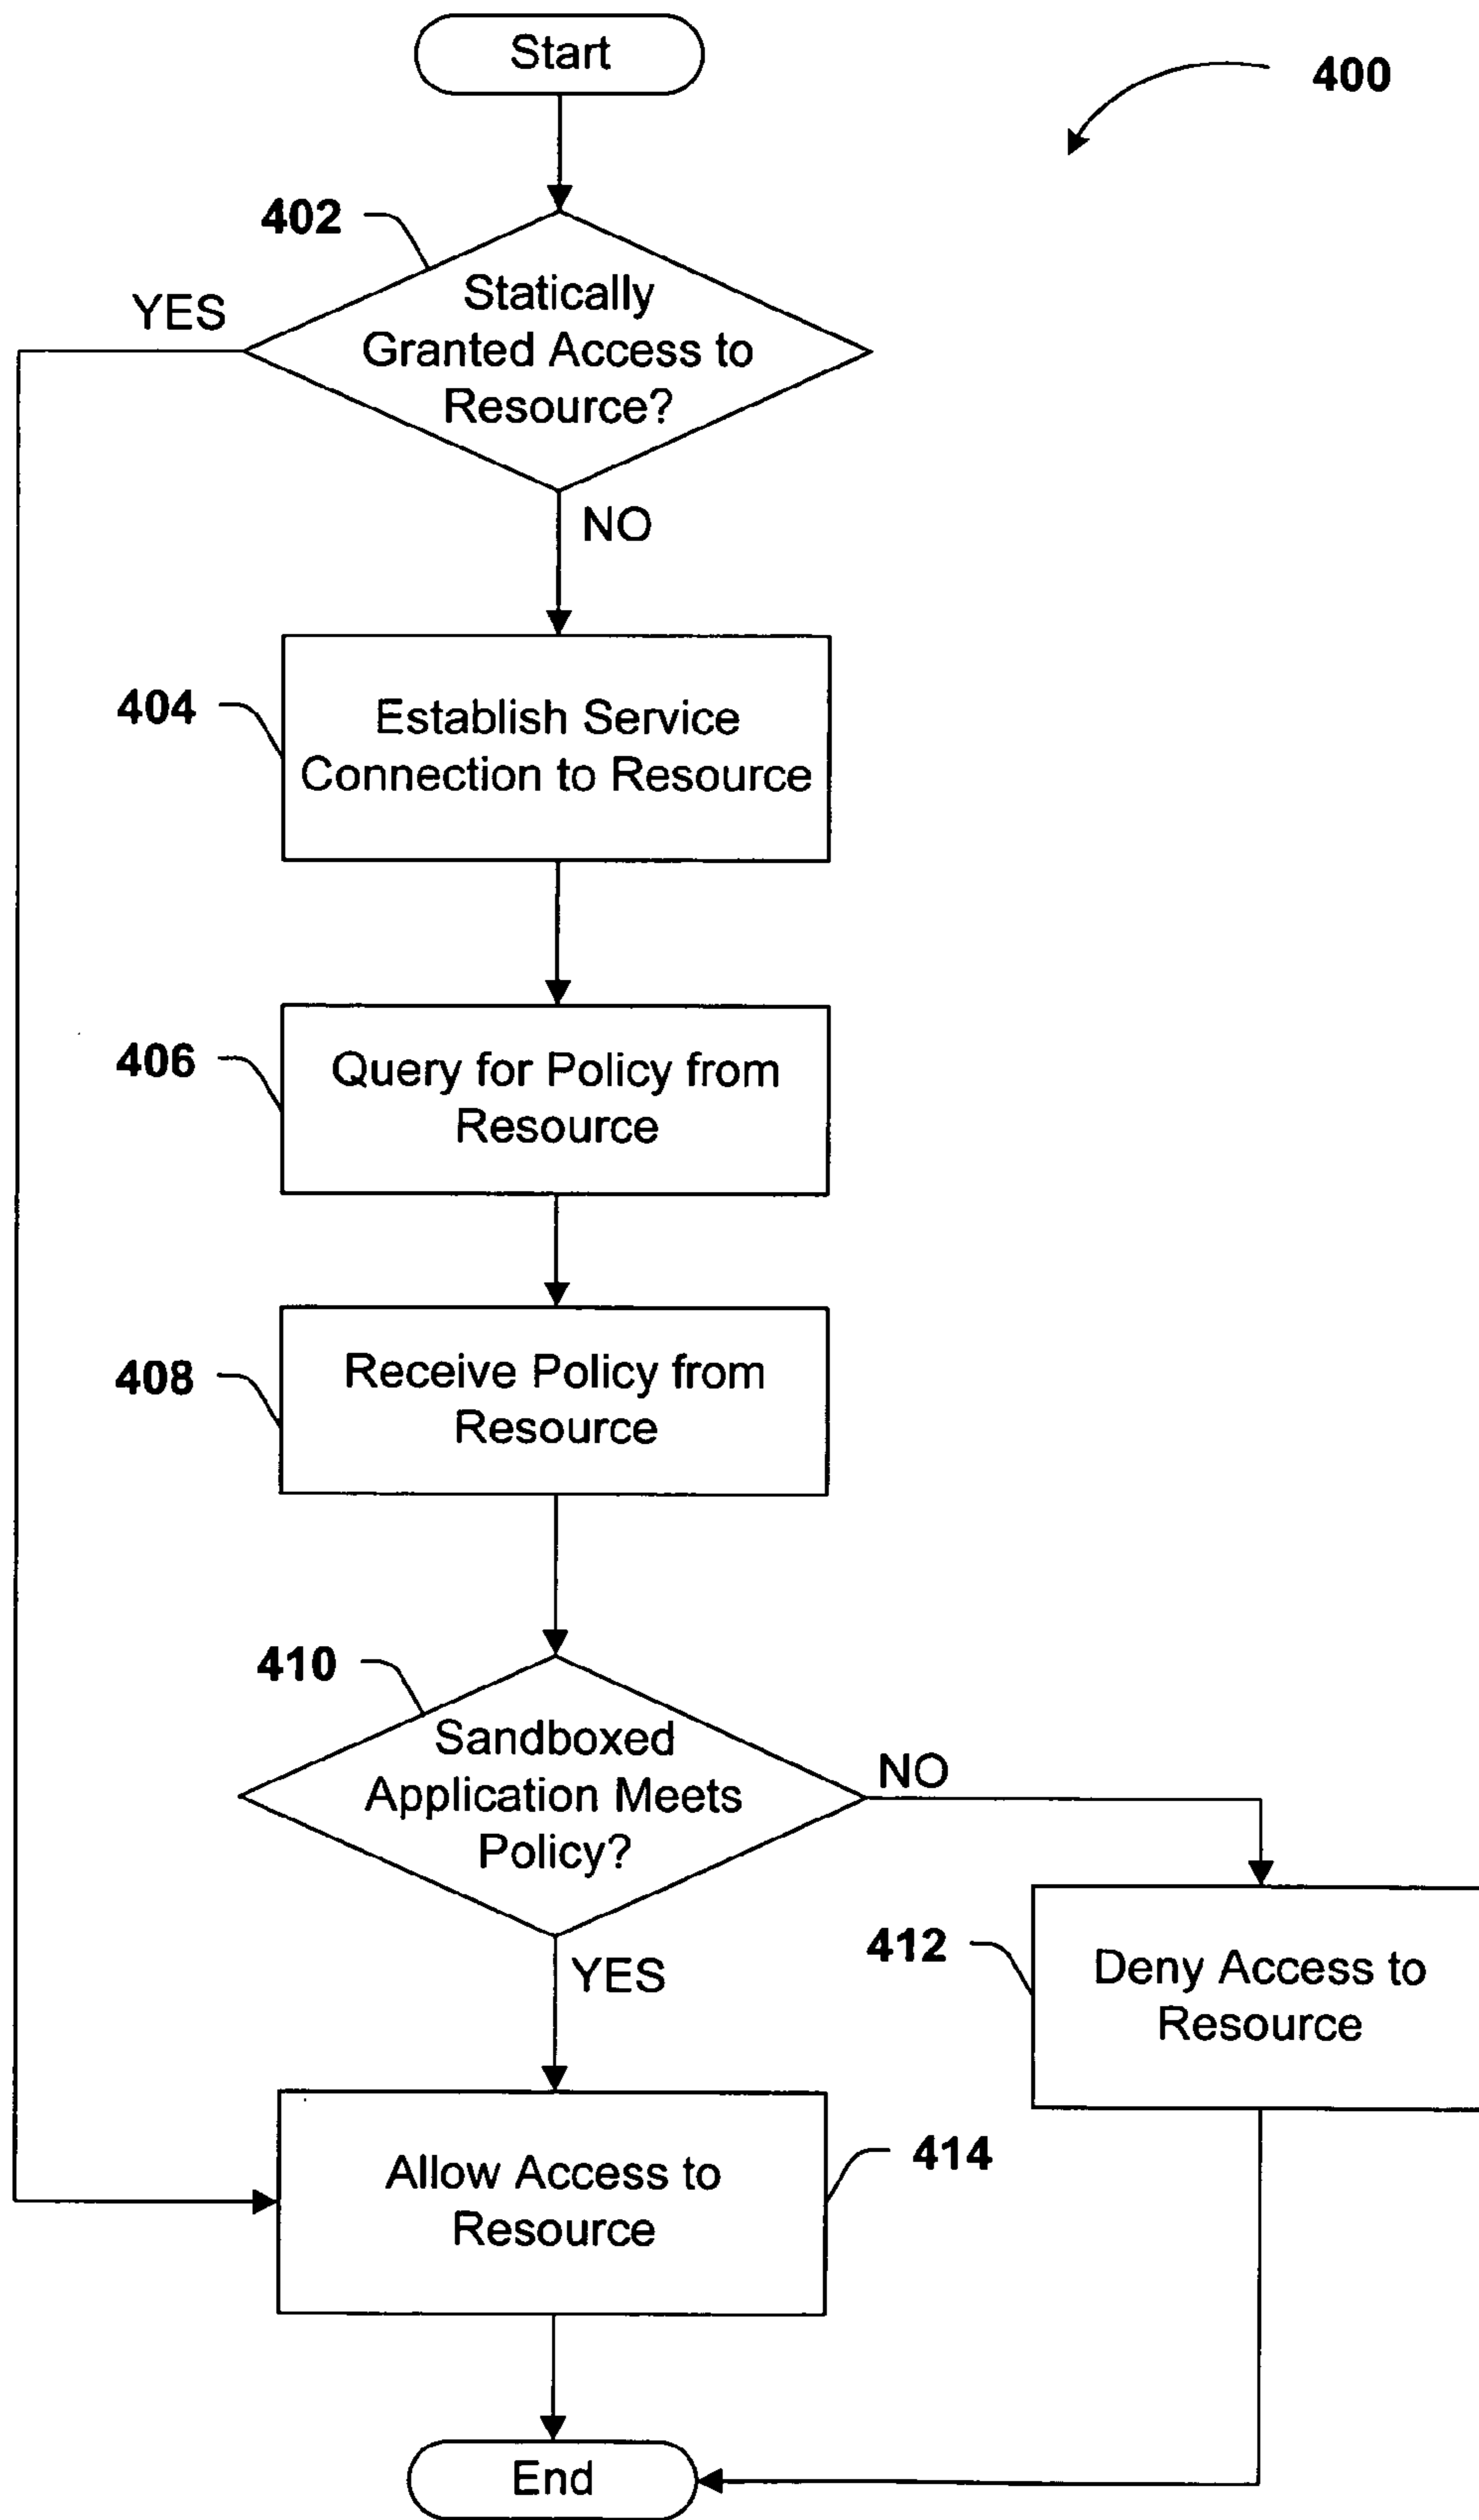 Start
400
402
Statically
YES
Granted Access to
Resource?
NO
404
Establish Service
Connection to Resource
406
Query for Policy from
Resource
408
Receive Policy from
Resource
410
Sandboxed
Application Meets
Policy?
NO
YES
412
Deny Access to
Resource
Allow Access to
Resource
414
End